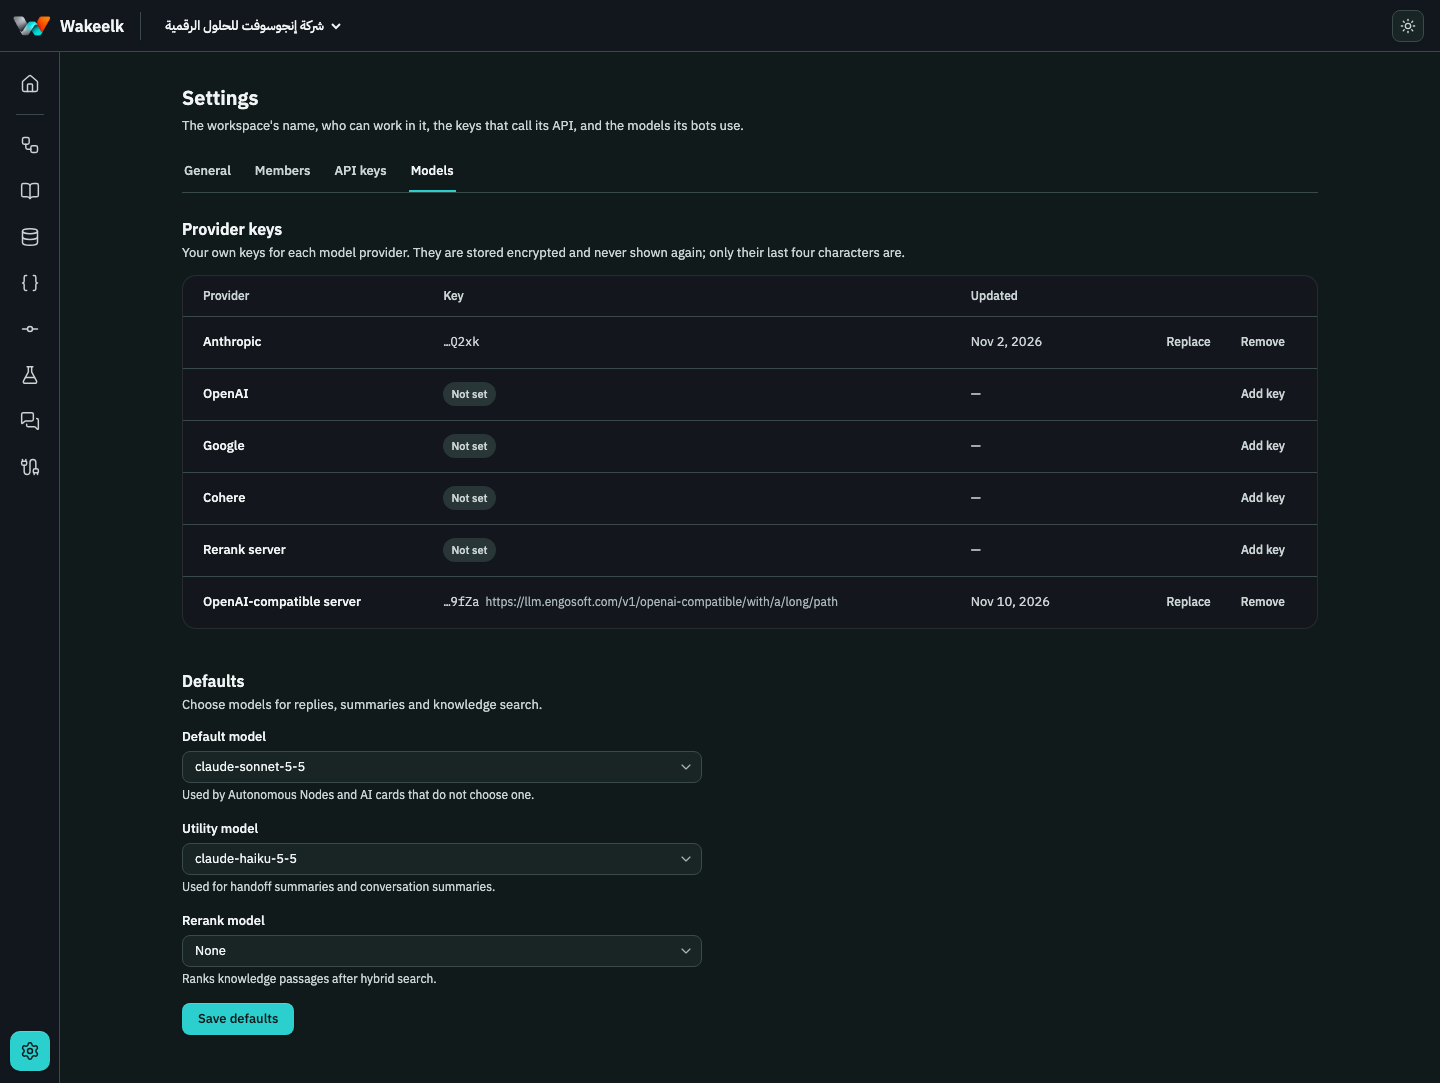 Wakeelk
شركة إنجوسوفت للحلول الرقمية
Settings
The workspace's name, who can work in it, the keys that call its API, and the models its bots use.
General Members API keys Models
Provider keys
Your own keys for each model provider. They are stored encrypted and never shown again; only their last four characters are.
Provider Key Updated
Anthropic …Q2xk Nov 2, 2026 Replace Remove
OpenAI Not set — Add key
Google Not set — Add key
Cohere Not set — Add key
Rerank server Not set — Add key
OpenAI-compatible server …9fZa https://llm.engosoft.com/v1/openai-compatible/with/a/long/path Nov 10, 2026 Replace Remove
Defaults
Choose models for replies, summaries and knowledge search.
Default model
claude-sonnet-5-5
Used by Autonomous Nodes and AI cards that do not choose one.
Utility model
claude-haiku-5-5
Used for handoff summaries and conversation summaries.
Rerank model
None
Ranks knowledge passages after hybrid search.
Save defaults